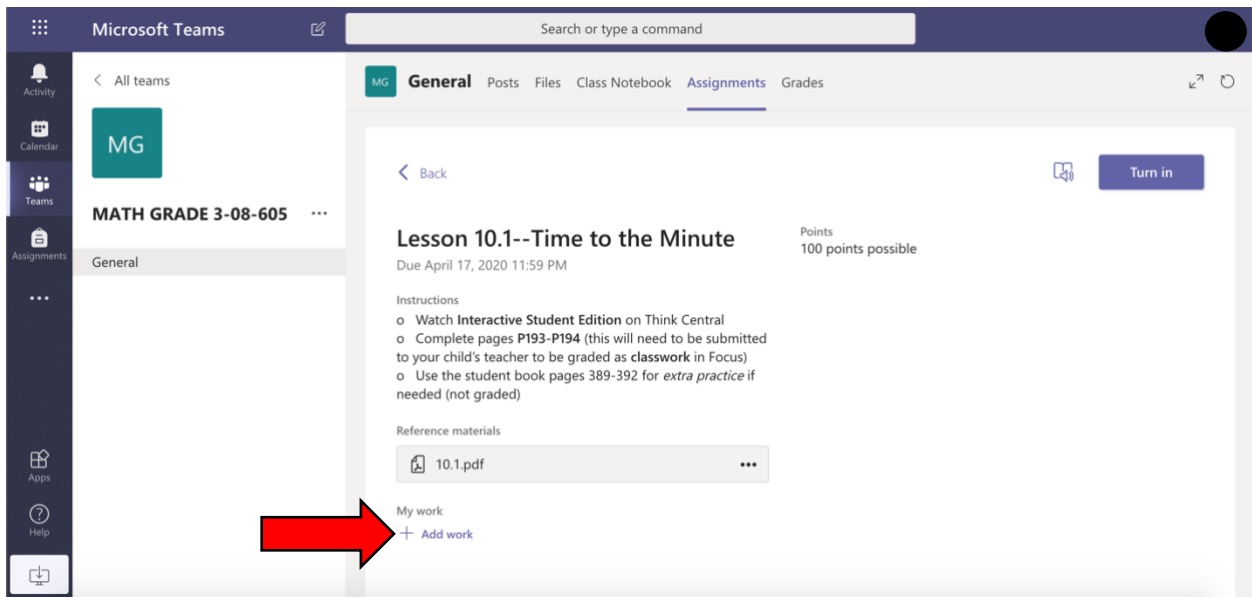 Microsoft Teams
Search or type a command
Activity
Calendar
Teams
Assignments
Apps
Help
All teams
MG
MATH GRADE 3-08-605
General
MG
General Posts Files Class Notebook Assignments Grades
Back
Turn in
Lesson 10.1--Time to the Minute
Due April 17, 2020 11:59 PM
Points
100 points possible
Instructions
o Watch Interactive Student Edition on Think Central
o Complete pages P193-P194 (this will need to be submitted
to your child's teacher to be graded as classwork in Focus)
o Use the student book pages 389-392 for extra practice if
needed (not graded)
Reference materials
10.1.pdf
My work
+ Add work